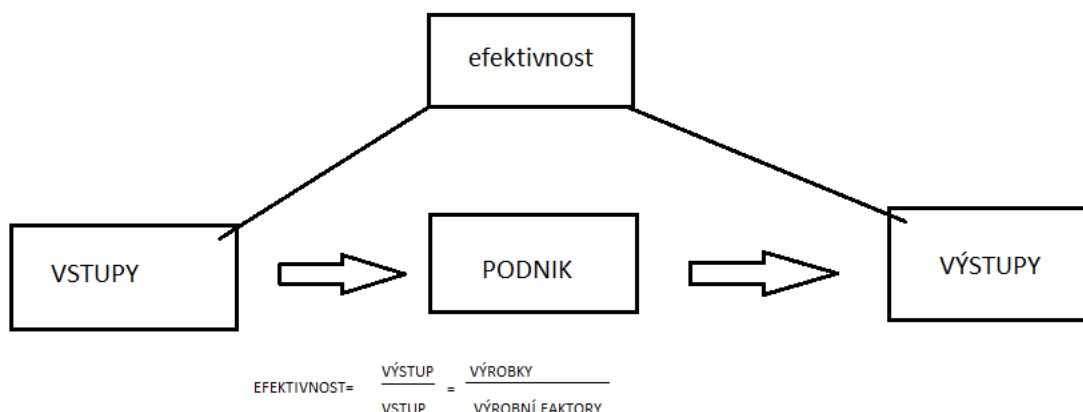 efektivnost
VSTUPY
PODNIK
VÝSTUPY
EFEKTIVNOST= VÝSTUP = VÝROBKY
VSTUP VÝROBNÍ FAKTORY